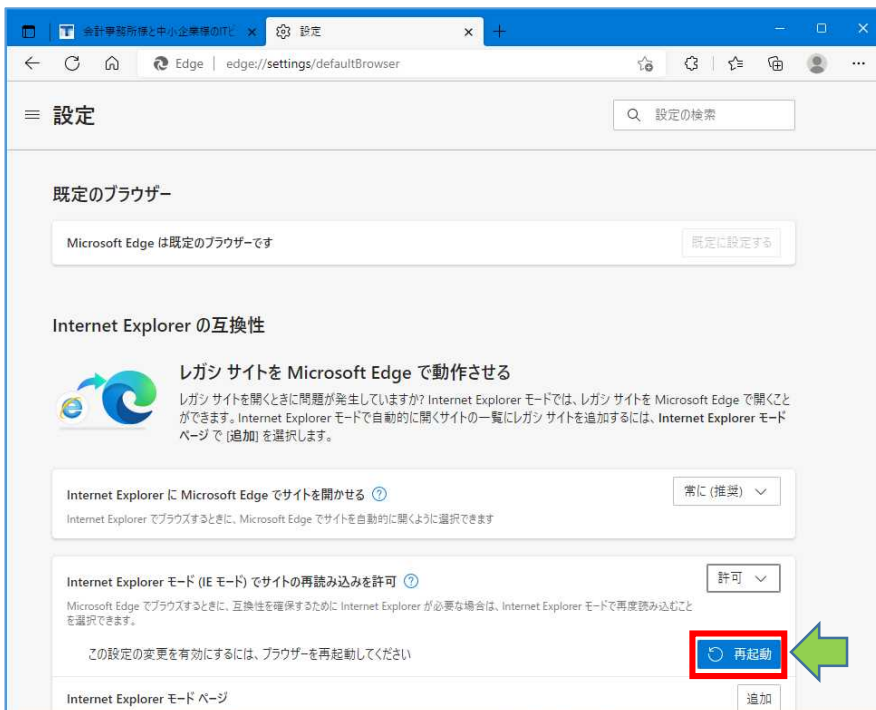 会計事務所様と中小企業様のITビ
設定
Edge | edge://settings/defaultBrowser
設定
設定の検索
既定のブラウザー
Microsoft Edge は既定のブラウザーです
既定に設定する
Internet Explorer の互換性
レガシ サイトを Microsoft Edge で動作させる
レガシ サイトを開くときに問題が発生していますか? Internet Explorer モードでは、レガシ サイトを Microsoft Edge で開くこと
ができます。Internet Explorer モードで自動的に開くサイトの一覧にレガシ サイトを追加するには、Internet Explorer モード
ページ で [追加] を選択します。
Internet Explorer に Microsoft Edge でサイトを開かせる
常に (推奨)
Internet Explorer でブラウズするときに、Microsoft Edge でサイトを自動的に開くように選択できます
Internet Explorer モード (IE モード) でサイトの再読み込みを許可
許可
Microsoft Edge でブラウズするときに、互換性を確保するために Internet Explorer が必要な場合は、Internet Explorer モードで再度読み込むこと
を選択できます。
この設定の変更を有効にするには、ブラウザーを再起動してください
再起動
Internet Explorer モード ページ
追加